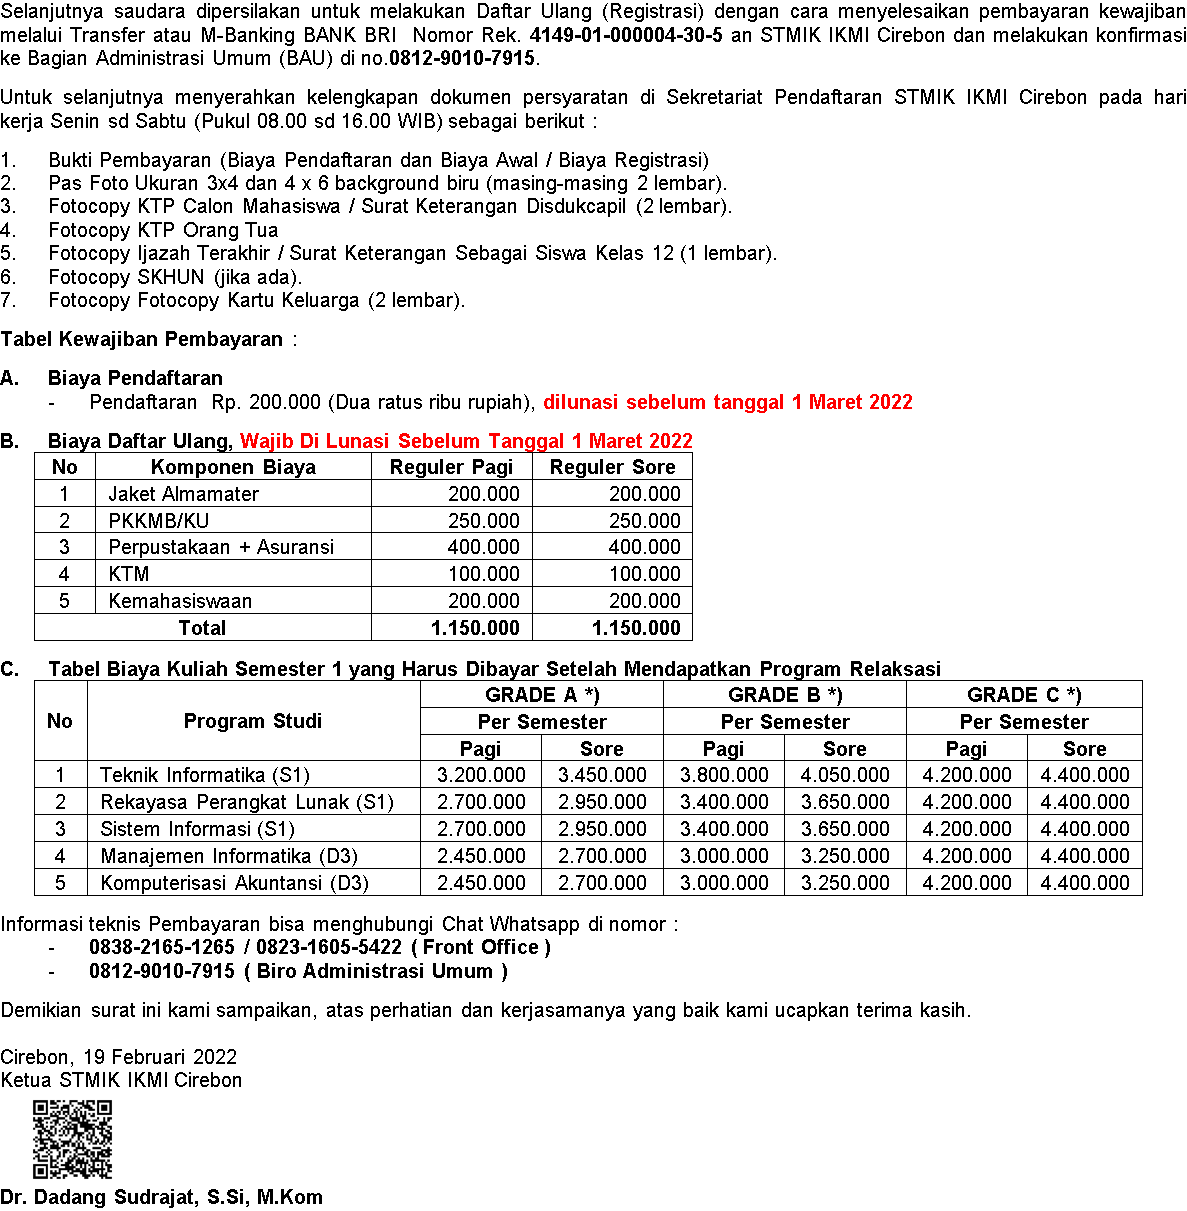 Selanjutnya saudara dipersilakan untuk melakukan Daftar Ulang (Registrasi) dengan cara menyelesaikan pembayaran kewajiban
melalui Transfer atau M-Banking BANK BRI Nomor Rek. 4149-01-000004-30-5 an STMIK IKMI Cirebon dan melakukan konfirmasi
ke Bagian Administrasi Umum (BAU) di no.0812-9010-7915.
Untuk selanjutnya menyerahkan kelengkapan dokumen persyaratan di Sekretariat Pendaftaran STMIK IKMI Cirebon pada hari
kerja Senin sd Sabtu (Pukul 08.00 sd 16.00 WIB) sebagai berikut :
1. Bukti Pembayaran (Biaya Pendaftaran dan Biaya Awal / Biaya Registrasi)
2. Pas Foto Ukuran 3x4 dan 4 x 6 background biru (masing-masing 2 lembar).
3. Fotocopy KTP Calon Mahasiswa / Surat Keterangan Disdukcapil (2 lembar).
4. Fotocopy KTP Orang Tua
5. Fotocopy Ijazah Terakhir / Surat Keterangan Sebagai Siswa Kelas 12 (1 lembar).
6. Fotocopy SKHUN (jika ada).
7. Fotocopy Fotocopy Kartu Keluarga (2 lembar).
Tabel Kewajiban Pembayaran :
A. Biaya Pendaftaran
- Pendaftaran Rp. 200.000 (Dua ratus ribu rupiah), dilunasi sebelum tanggal 1 Maret 2022
B. Biaya Daftar Ulang, Wajib Di Lunasi Sebelum Tanggal 1 Maret 2022
No Komponen Biaya Reguler Pagi Reguler Sore
1 Jaket Almamater 200.000 200.000
2 PKKMB/KU 250.000 250.000
3 Perpustakaan + Asuransi 400.000 400.000
4 KTM 100.000 100.000
5 Kemahasiswaan 200.000 200.000
Total 1.150.000 1.150.000
C. Tabel Biaya Kuliah Semester 1 yang Harus Dibayar Setelah Mendapatkan Program Relaksasi
GRADE A *) GRADE B *) GRADE C *)
No Program Studi Per Semester Per Semester Per Semester
Pagi Sore Pagi Sore Pagi Sore
1 Teknik Informatika (S1) 3.200.000 3.450.000 3.800.000 4.050.000 4.200.000 4.400.000
2 Rekayasa Perangkat Lunak (S1) 2.700.000 2.950.000 3.400.000 3.650.000 4.200.000 4.400.000
3 Sistem Informasi (S1) 2.700.000 2.950.000 3.400.000 3.650.000 4.200.000 4.400.000
4 Manajemen Informatika (D3) 2.450.000 2.700.000 3.000.000 3.250.000 4.200.000 4.400.000
5 Komputerisasi Akuntansi (D3) 2.450.000 2.700.000 3.000.000 3.250.000 4.200.000 4.400.000
Informasi teknis Pembayaran bisa menghubungi Chat Whatsapp di nomor :
- 0838-2165-1265 / 0823-1605-5422 ( Front Office )
- 0812-9010-7915 ( Biro Administrasi Umum )
Demikian surat ini kami sampaikan, atas perhatian dan kerjasamanya yang baik kami ucapkan terima kasih.
Cirebon, 19 Februari 2022
Ketua STMIK IKMI Cirebon
Dr. Dadang Sudrajat, S.Si, M.Kom